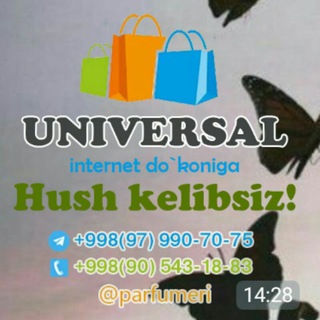 UNIVERSAL
internet do`koniga
Hush kelibsiz!
+998(97) 990-70-75
+998(90) 543-18-83
@parfumeri
14:28